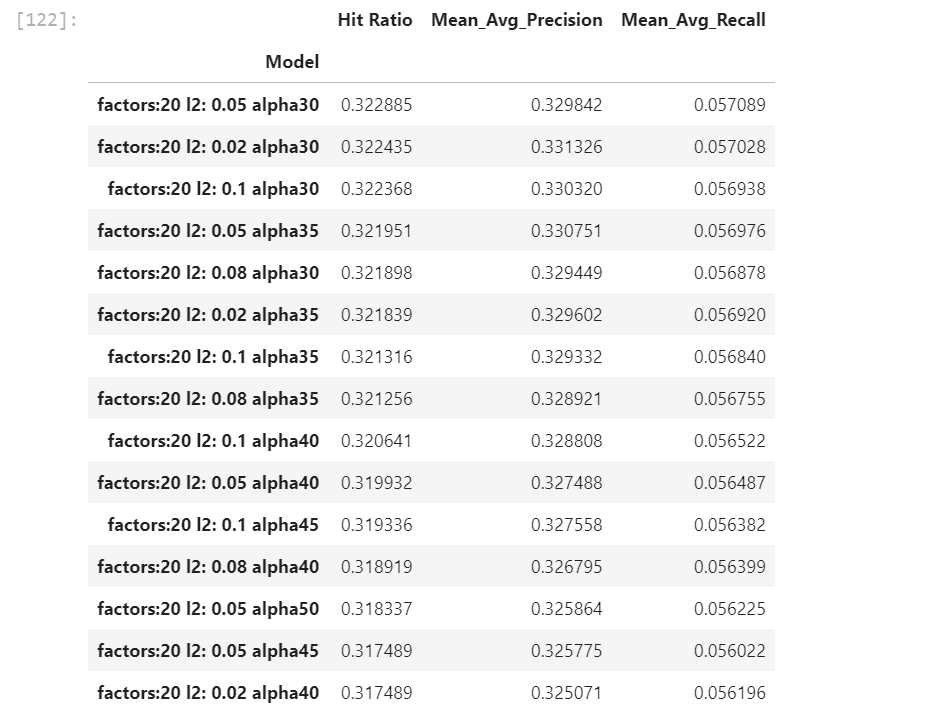 [122]:
Hit Ratio Mean_Avg_Precision Mean_Avg_Recall
Model
factors:20 l2: 0.05 alpha30 0.322885 0.329842 0.057089
factors:20 l2: 0.02 alpha30 0.322435 0.331326 0.057028
factors:20 l2: 0.1 alpha30 0.322368 0.330320 0.056938
factors:20 l2: 0.05 alpha35 0.321951 0.330751 0.056976
factors:20 l2: 0.08 alpha30 0.321898 0.329449 0.056878
factors:20 l2: 0.02 alpha35 0.321839 0.329602 0.056920
factors:20 l2: 0.1 alpha35 0.321316 0.329332 0.056840
factors:20 l2: 0.08 alpha35 0.321256 0.328921 0.056755
factors:20 l2: 0.1 alpha40 0.320641 0.328808 0.056522
factors:20 l2: 0.05 alpha40 0.319932 0.327488 0.056487
factors:20 l2: 0.1 alpha45 0.319336 0.327558 0.056382
factors:20 l2: 0.08 alpha40 0.318919 0.326795 0.056399
factors:20 l2: 0.05 alpha50 0.318337 0.325864 0.056225
factors:20 l2: 0.05 alpha45 0.317489 0.325775 0.056022
factors:20 l2: 0.02 alpha40 0.317489 0.325071 0.056196